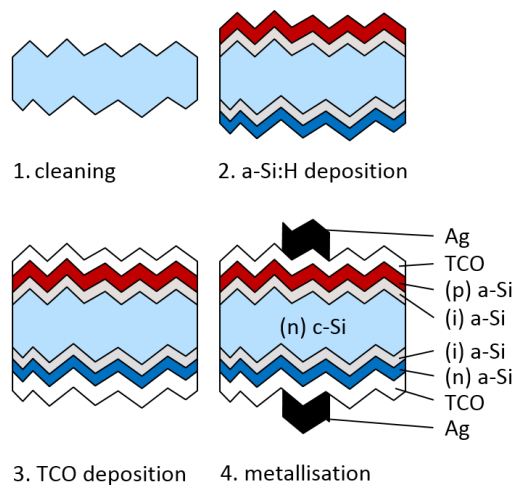 1. cleaning
2. a-Si:H deposition
Ag
TCO
(p) a-Si
(i) a-Si
(n) c-Si
(i) a-Si
(n) a-Si
TCO
Ag
3. TCO deposition
4. metallisation